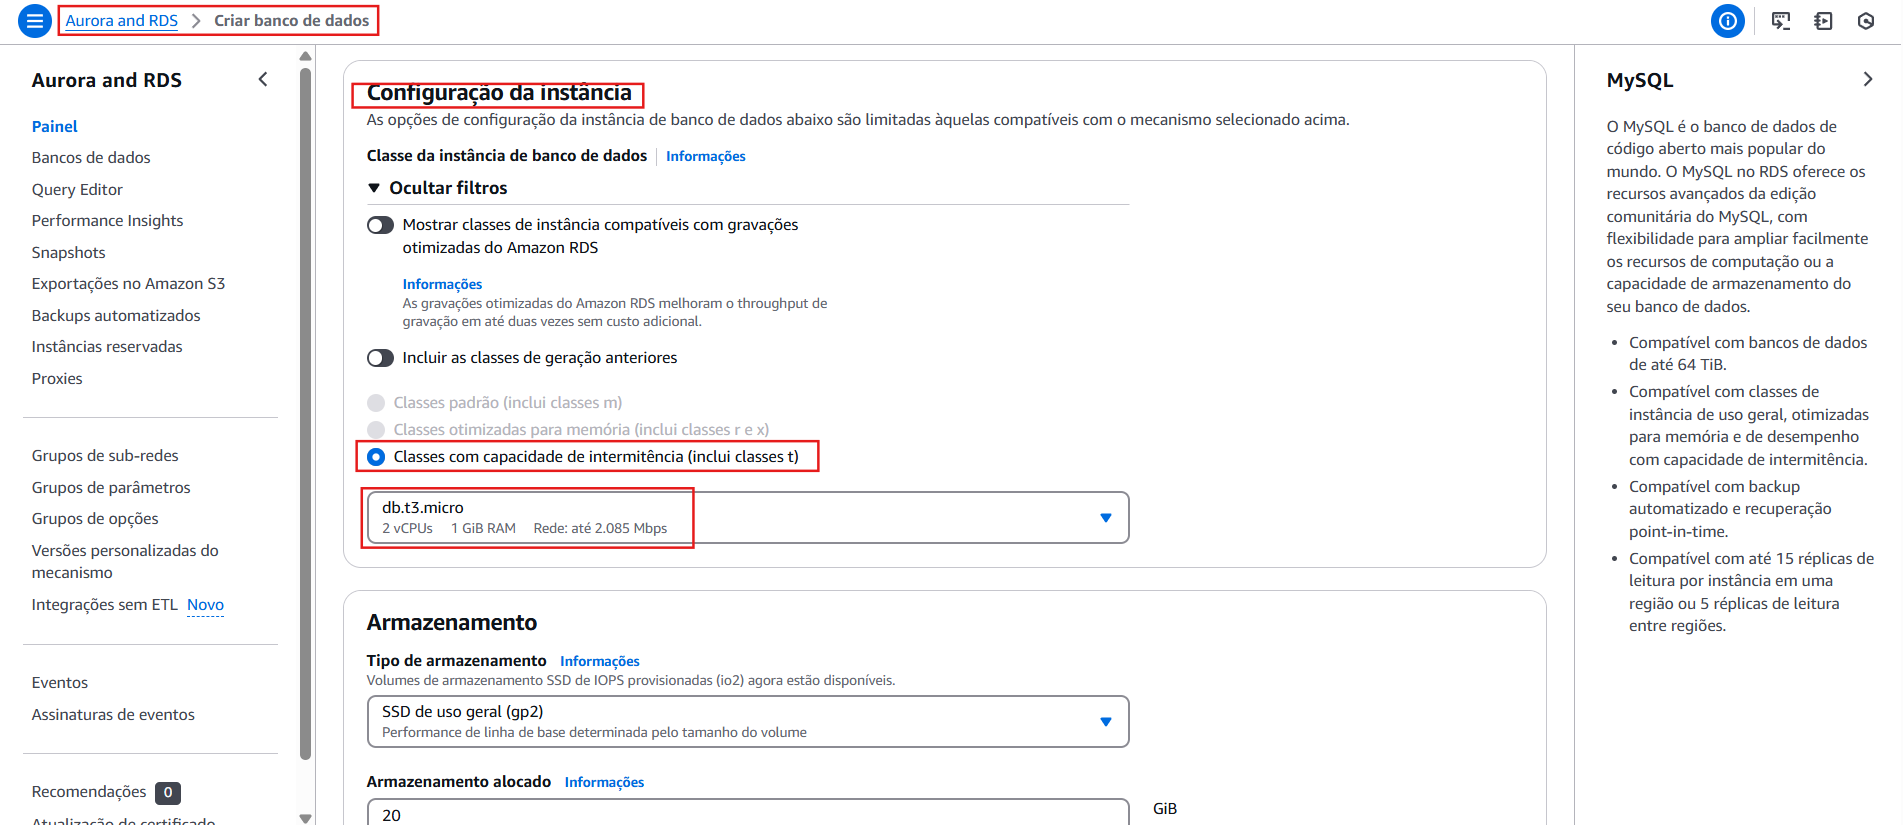 Aurora and RDS > Criar banco de dados
Aurora and RDS
Painel
Bancos de dados
Query Editor
Performance Insights
Snapshots
Exportações no Amazon S3
Backups automatizados
Instâncias reservadas
Proxies
Grupos de sub-redes
Grupos de parâmetros
Grupos de opções
Versões personalizadas do
mecanismo
Integrações sem ETL Novo
Eventos
Assinaturas de eventos
Recomendações 0
Atualização de certificado
Configuração da instância
As opções de configuração da instância de banco de dados abaixo são limitadas àquelas compatíveis com o mecanismo selecionado acima.
Classe da instância de banco de dados Informações
Ocultar filtros
Mostrar classes de instância compatíveis com gravações
otimizadas do Amazon RDS
Informações
As gravações otimizadas do Amazon RDS melhoram o throughput de
gravação em até duas vezes sem custo adicional.
Incluir as classes de geração anteriores
Classes padrão (inclui classes m)
Classes otimizadas para memória (inclui classes r e x)
Classes com capacidade de intermitência (inclui classes t)
db.t3.micro
2 vCPUs 1 GiB RAM Rede: até 2.085 Mbps
Armazenamento
Tipo de armazenamento Informações
Volumes de armazenamento SSD de IOPS provisionadas (io2) agora estão disponíveis.
SSD de uso geral (gp2)
Performance de linha de base determinada pelo tamanho do volume
Armazenamento alocado Informações
20
GiB
MySQL
O MySQL é o banco de dados de
código aberto mais popular do
mundo. O MySQL no RDS oferece os
recursos avançados da edição
comunitária do MySQL, com
flexibilidade para ampliar facilmente
os recursos de computação ou a
capacidade de armazenamento do
seu banco de dados.
• Compatível com bancos de dados
de até 64 TiB.
• Compatível com classes de
instância de uso geral, otimizadas
para memória e de desempenho
com capacidade de intermitência.
• Compatível com backup
automatizado e recuperação
point-in-time.
• Compatível com até 15 réplicas de
leitura por instância em uma
região ou 5 réplicas de leitura
entre regiões.